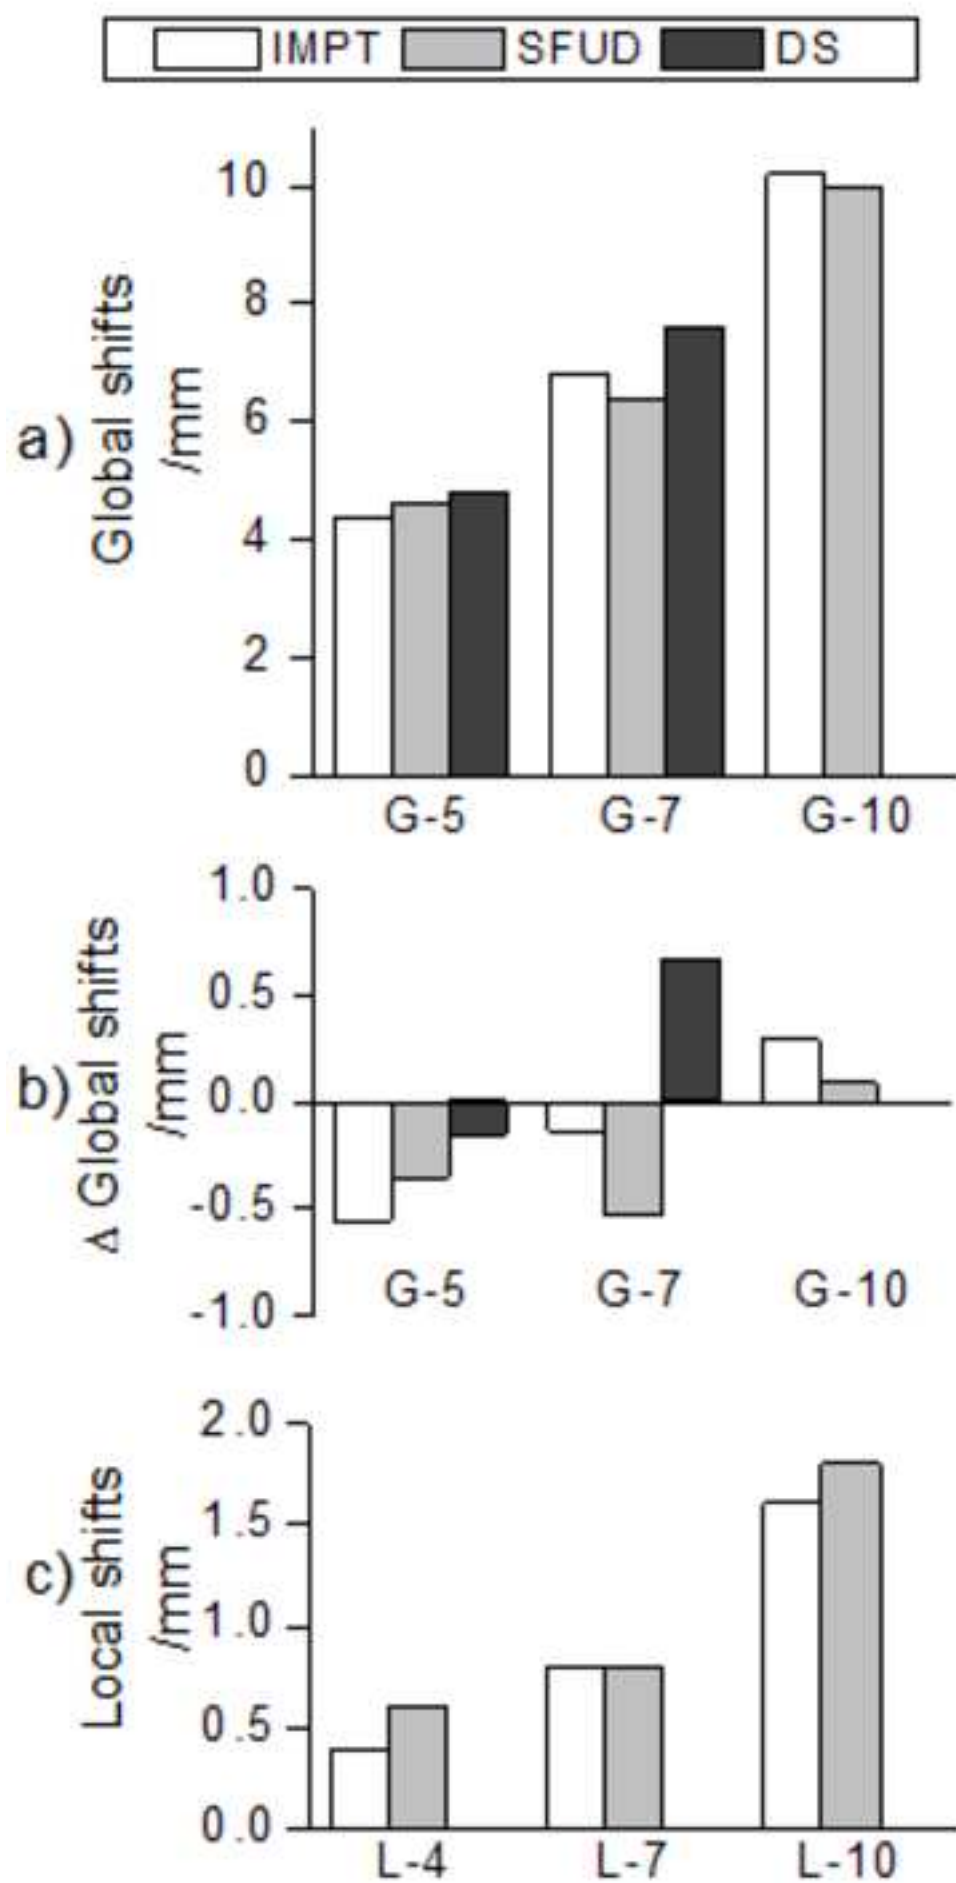 IMPT SFUD DS
a)
Global shifts
/mm
10
8
6
4
2
0
G-5 G-7 G-10
b)
Δ Global shifts
/mm
1.0
0.5
0.0
-0.5
-1.0
G-5 G-7 G-10
c)
Local shifts
/mm
2.0
1.5
1.0
0.5
0.0
L-4 L-7 L-10